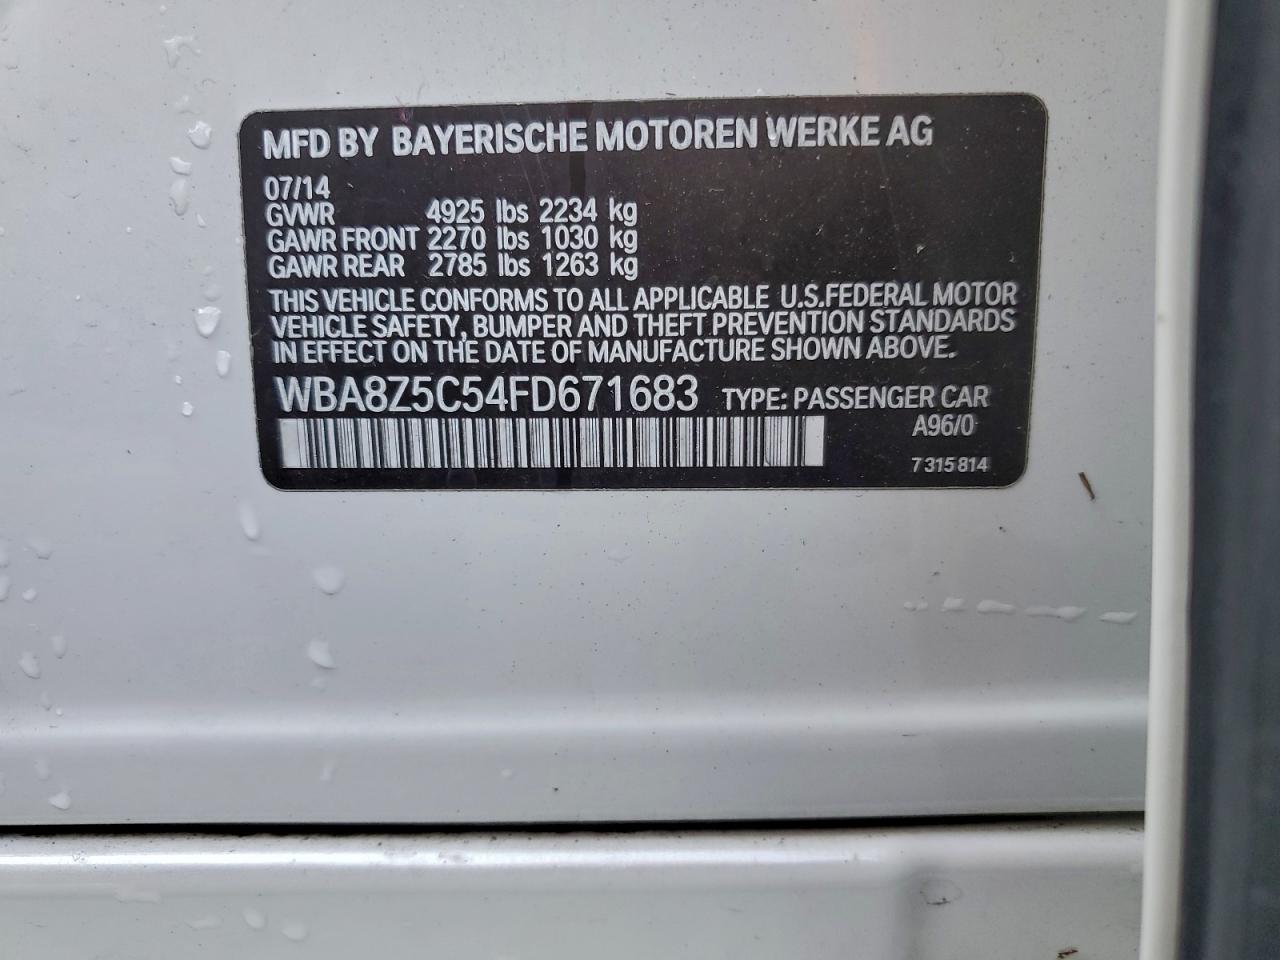 MFD BY BAYERISCHE MOTOREN WERKE AG
07/14
GVWR 4925 lbs 2234 kg
GAWR FRONT 2270 lbs 1030 kg
GAWR REAR 2785 lbs 1263 kg
THIS VEHICLE CONFORMS TO ALL APPLICABLE U.S.FEDERAL MOTOR
VEHICLE SAFETY, BUMPER AND THEFT PREVENTION STANDARDS
IN EFFECT ON THE DATE OF MANUFACTURE SHOWN ABOVE.
WBA8Z5C54FD671683 TYPE: PASSENGER CAR
A96/0
7 315 814